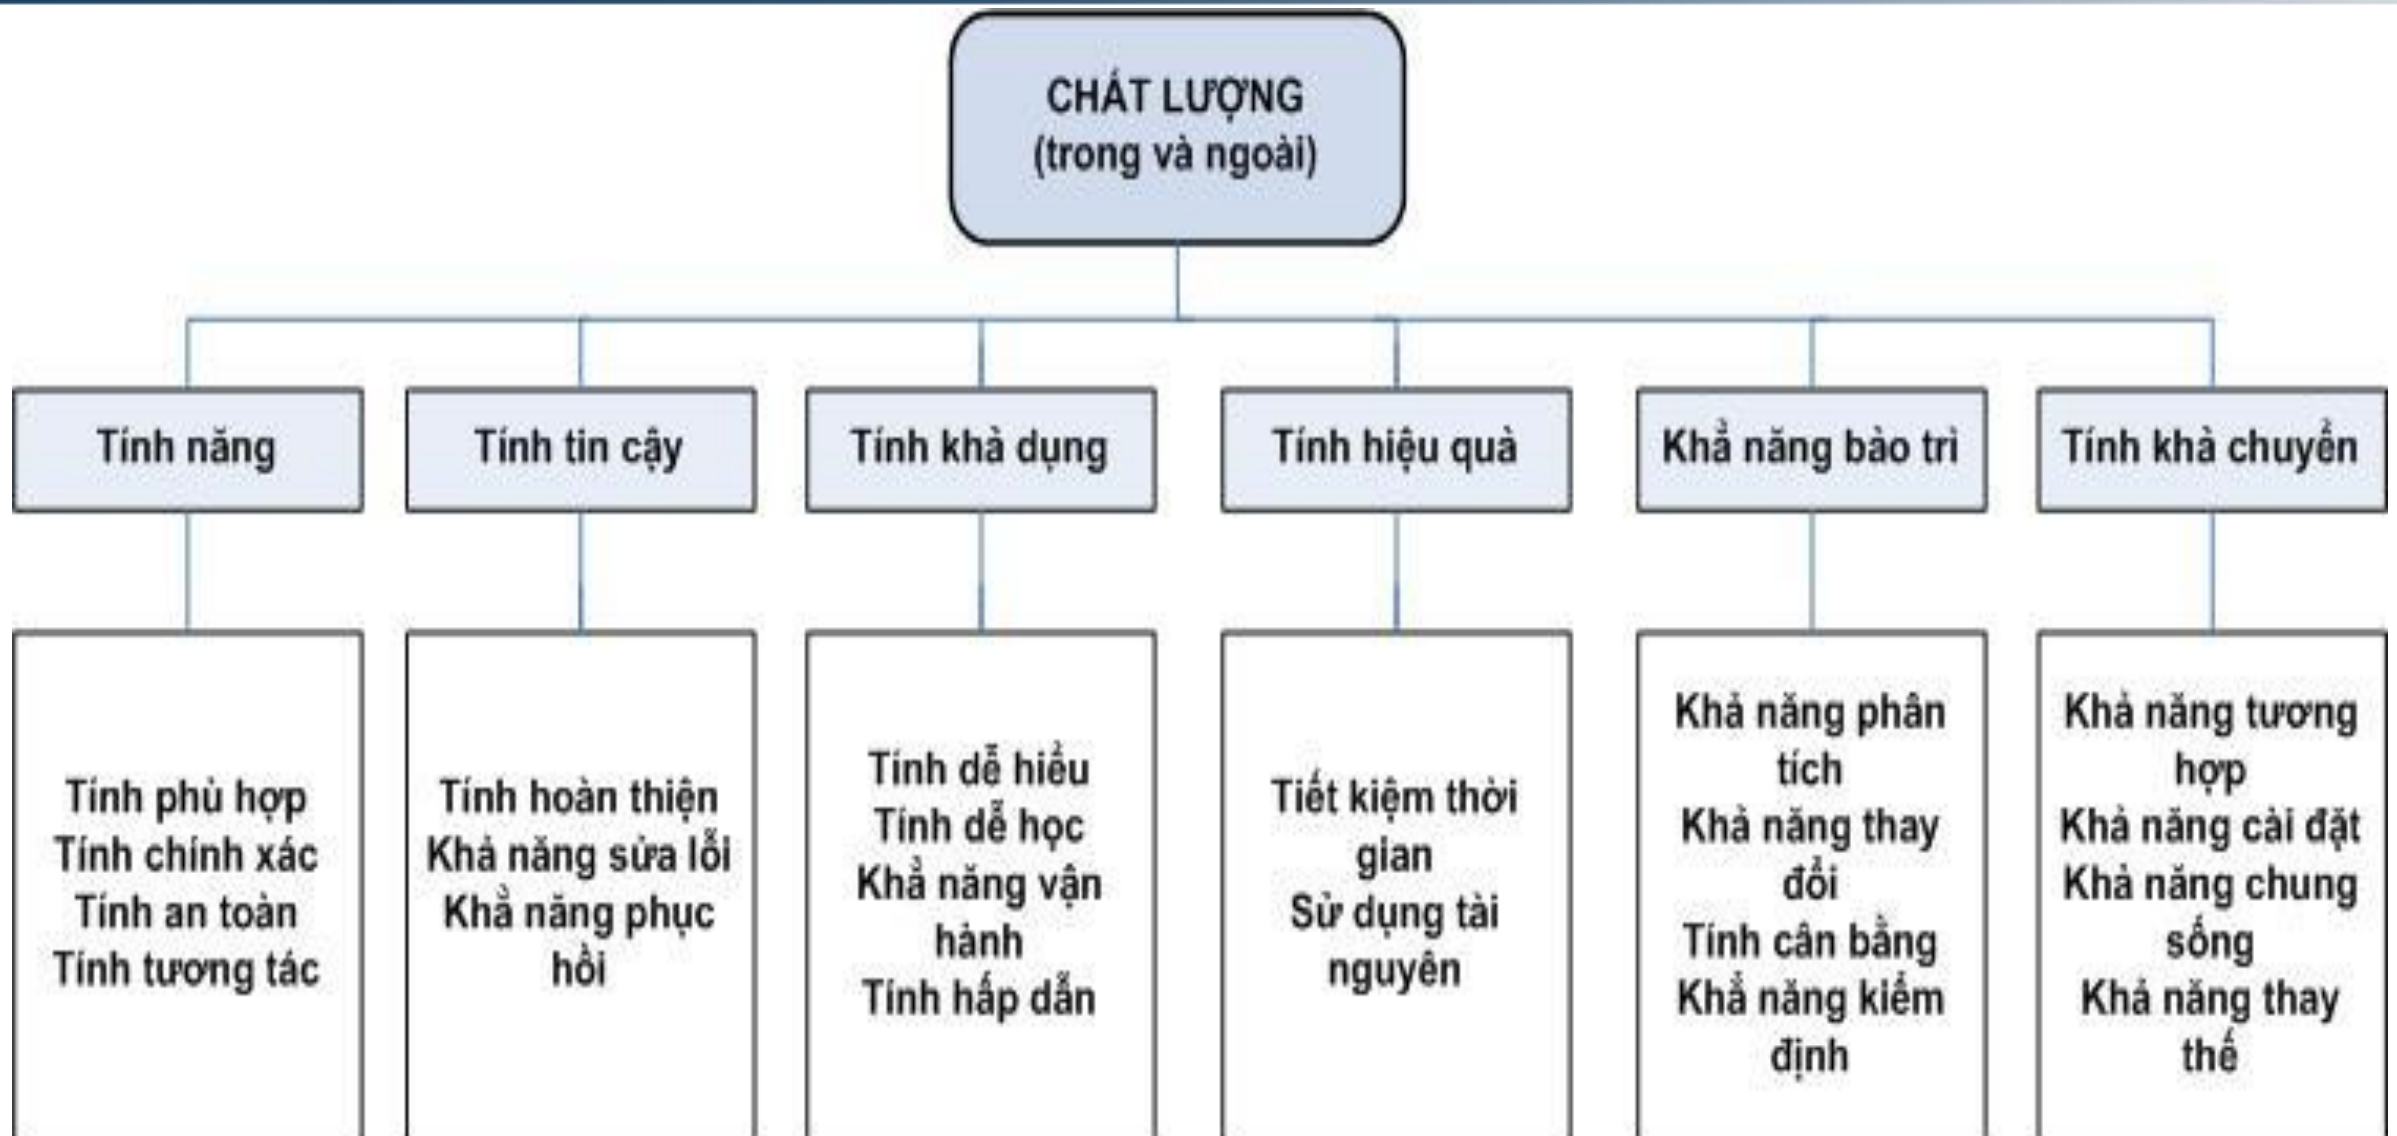 CHẤT LƯỢNG
(trong và ngoài)
Tính năng
Tính tin cậy
Tính khả dụng
Tính hiệu quả
Khả năng bảo trì
Tính khả chuyển
Tính phù hợp
Tính chính xác
Tính an toàn
Tính tương tác
Tính hoàn thiện
Khả năng sửa lỗi
Khả năng phục
hồi
Tính dễ hiểu
Tính dễ học
Khả năng vận
hành
Tính hấp dẫn
Tiết kiệm thời
gian
Sử dụng tài
nguyên
Khả năng phân
tích
Khả năng thay
đổi
Tính cân bằng
Khả năng kiểm
định
Khả năng tương
hợp
Khả năng cài đặt
Khả năng chung
sống
Khả năng thay
thế